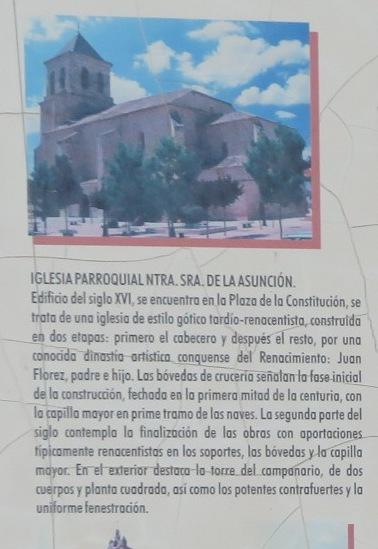 IGLESIA PARROQUIAL NTRA. SRA. DE LA ASUNCIÓN.
Edificio del siglo XVI, se encuentra en la Plaza de la Constitución, se
trata de una iglesia de estilo gótico tardío-renacentista, construida
en dos etapas: primero el cabecero y después el resto, por una
conocida dinastía artística conquense del Renacimiento: Juan
Florez, padre e hijo. Las bóvedas de crucería señalan la fase inicial
de la construcción, fechada en la primera mitad de la centuria, con
la capilla mayor en prime tramo de las naves. La segunda parte del
siglo contempla la finalización de las obras con aportaciones
típicamente renacentistas en los soportes, las bóvedas y la capilla
mayor. En el exterior destaca la torre del campanario, de dos
cuerpos y planta cuadrada, así como los potentes contrafuertes y la
uniforme fenestración.